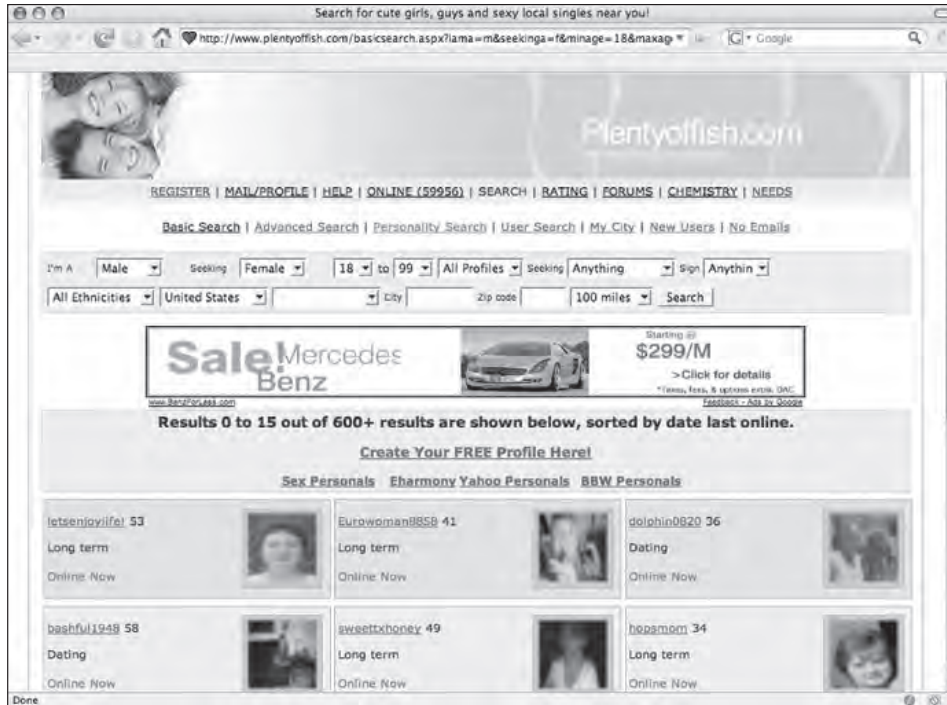 Search for cute girls, guys and sexy local singles near you!
http://www.plentyoffish.com/basicsearch.aspx?iama=m&seekinga=f&minage=18&maxag Google
Plentyoffish.com
REGISTER | MAIL/PROFILE | HELP | ONLINE (59956) | SEARCH | RATING | FORUMS | CHEMISTRY | NEEDS
Basic Search | Advanced Search | Personality Search | User Search | My City | New Users | No Emails
I'm A Male Seeking Female 18 to 99 All Profiles Seeking Anything Sign Anythin
All Ethnicities United States City Zip code 100 miles Search
Sale! Mercedes Benz
Starting @
$299/M
>Click for details
*Taxes, fees, & options extra. OAC
www.BenzForLess.com Feedback - Ads by Google
Results 0 to 15 out of 600+ results are shown below, sorted by date last online.
Create Your FREE Profile Here!
Sex Personals Eharmony Yahoo Personals BBW Personals
letsenjoylife! 53 Eurowoman8858 41 dolphin0820 36
Long term Long term Dating
Online Now Online Now Online Now
bashful1948 58 sweettxhoney 49 hopsmom 34
Dating Long term Long term
Online Now Online Now Online Now
Done